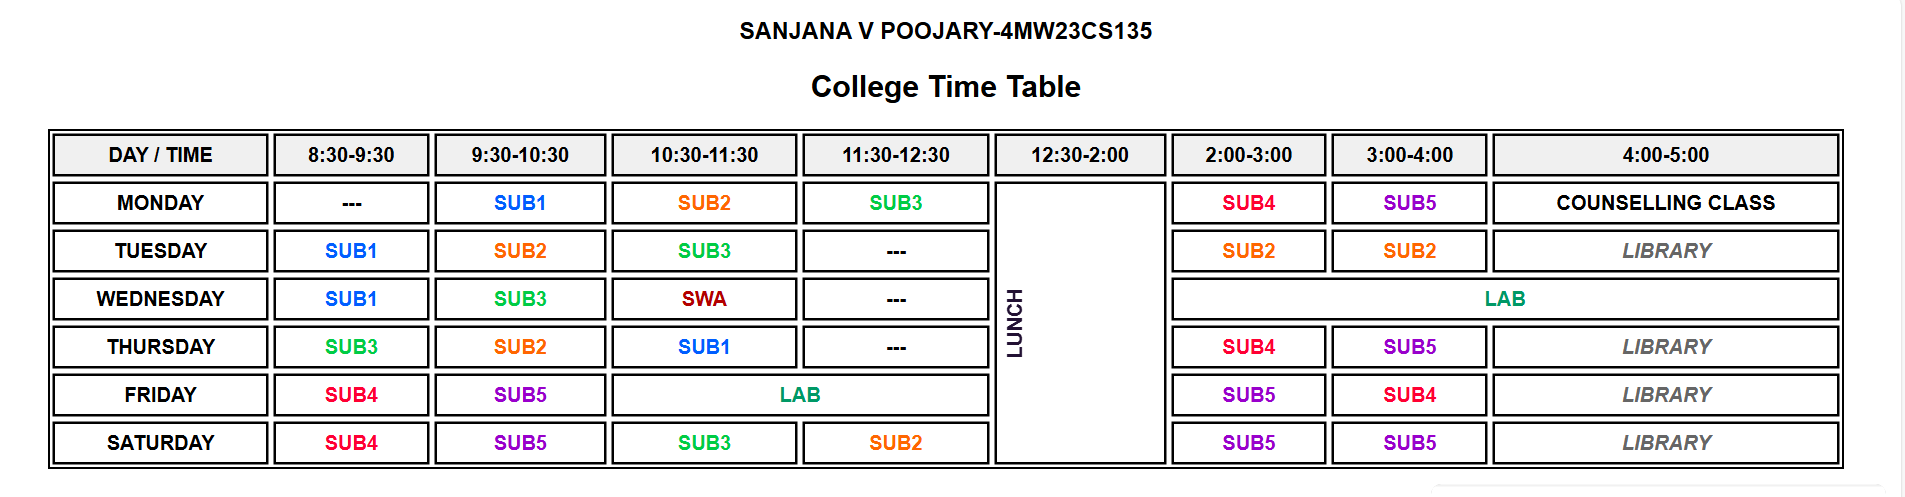 SANJANA V POOJARY-4MW23CS135
College Time Table
DAY / TIME 8:30-9:30 9:30-10:30 10:30-11:30 11:30-12:30 12:30-2:00 2:00-3:00 3:00-4:00 4:00-5:00
MONDAY --- SUB1 SUB2 SUB3 SUB4 SUB5 COUNSELLING CLASS
TUESDAY SUB1 SUB2 SUB3 --- SUB2 SUB2 LIBRARY
WEDNESDAY SUB1 SUB3 SWA --- LAB
LUNCH
THURSDAY SUB3 SUB2 SUB1 --- SUB4 SUB5 LIBRARY
FRIDAY SUB4 SUB5 LAB SUB5 SUB4 LIBRARY
SATURDAY SUB4 SUB5 SUB3 SUB2 SUB5 SUB5 LIBRARY